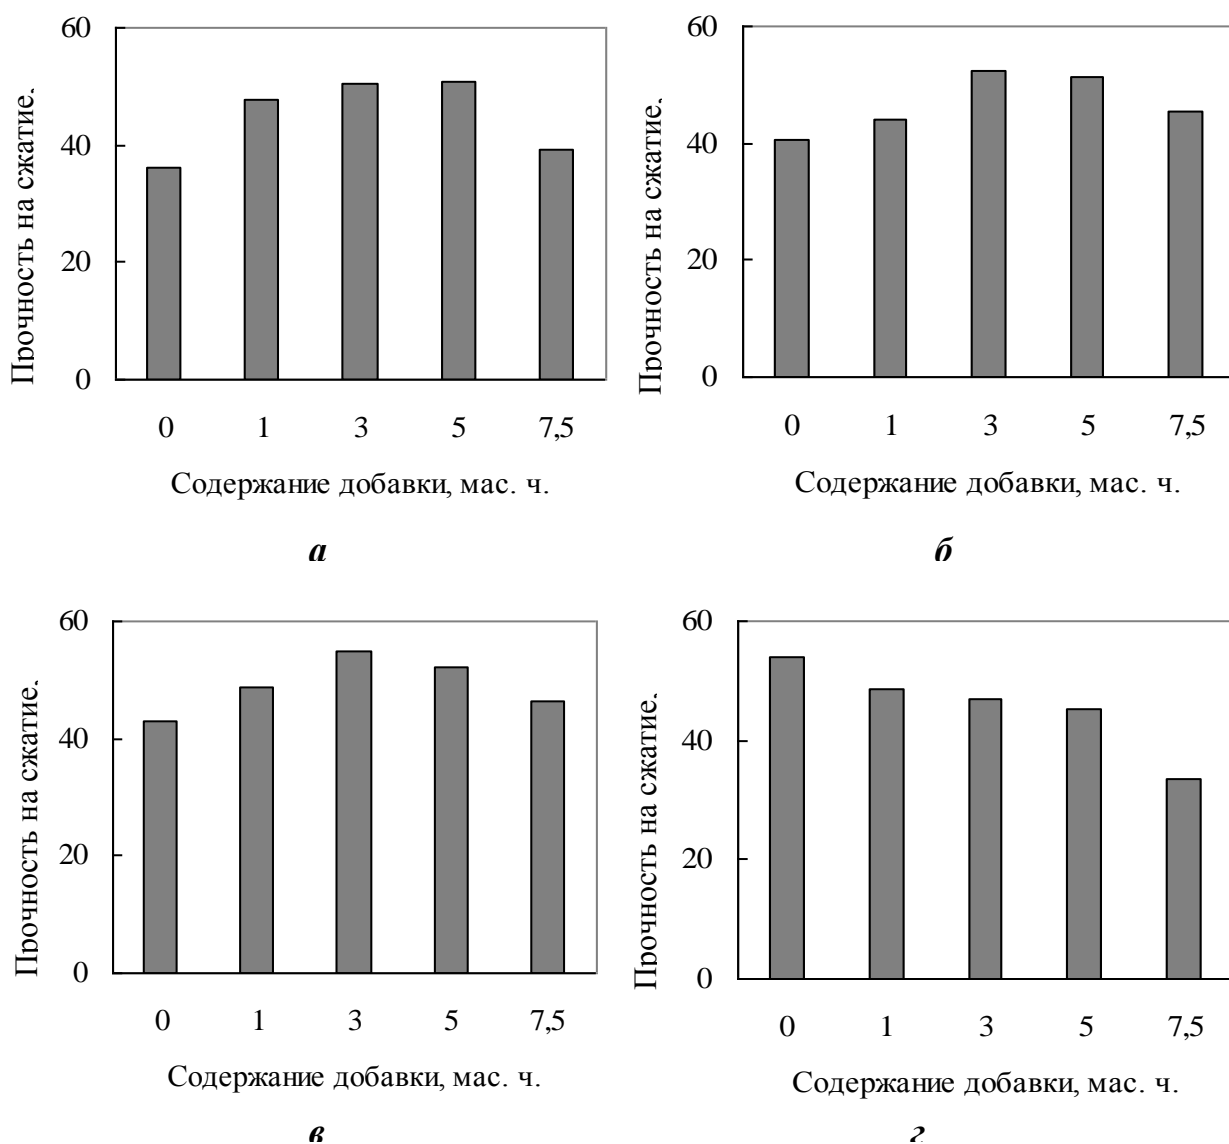 60
40
20
0
Прочность на сжатие.
0 1 3 5 7,5
Содержание добавки, мас. ч.
а
60
40
20
0
Прочность на сжатие.
0 1 3 5 7,5
Содержание добавки, мас. ч.
б
60
40
20
0
Прочность на сжатие.
0 1 3 5 7,5
Содержание добавки, мас. ч.
в
60
40
20
0
Прочность на сжатие.
0 1 3 5 7,5
Содержание добавки, мас. ч.
г